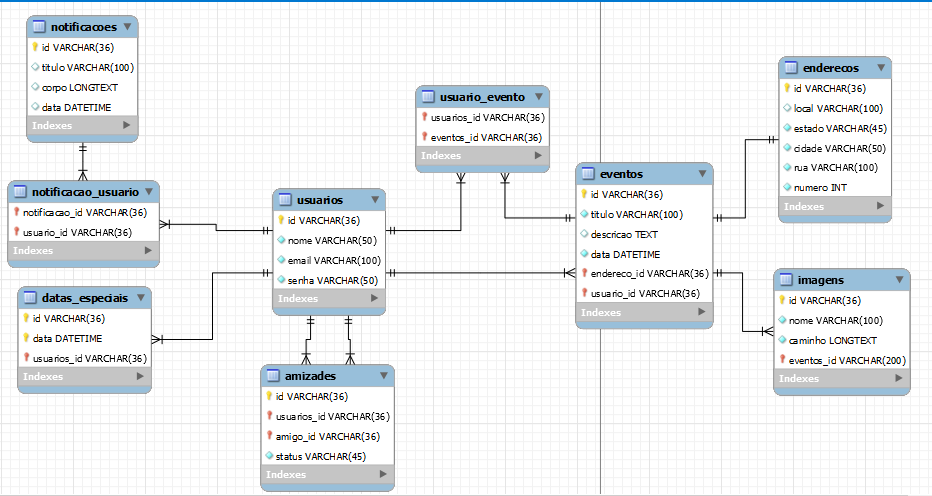 notificacoes
id VARCHAR(36)
titulo VARCHAR(100)
corpo LONGTEXT
data DATETIME
Indexes
notificacao_usuario
notificacao_id VARCHAR(36)
usuario_id VARCHAR(36)
Indexes
datas_especiais
id VARCHAR(36)
data DATETIME
usuarios_id VARCHAR(36)
Indexes
usuarios
id VARCHAR(36)
nome VARCHAR(50)
email VARCHAR(100)
senha VARCHAR(50)
Indexes
amizades
id VARCHAR(36)
usuarios_id VARCHAR(36)
amigo_id VARCHAR(36)
status VARCHAR(45)
Indexes
usuario_evento
usuarios_id VARCHAR(36)
eventos_id VARCHAR(36)
Indexes
eventos
id VARCHAR(36)
titulo VARCHAR(100)
descricao TEXT
data DATETIME
endereco_id VARCHAR(36)
usuario_id VARCHAR(36)
Indexes
enderecos
id VARCHAR(36)
local VARCHAR(100)
estado VARCHAR(45)
cidade VARCHAR(50)
rua VARCHAR(100)
numero INT
Indexes
imagens
id VARCHAR(36)
nome VARCHAR(100)
caminho LONGTEXT
eventos_id VARCHAR(200)
Indexes